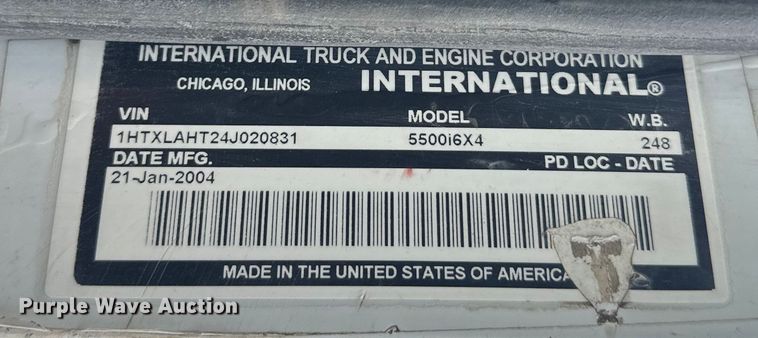 INTERNATIONAL TRUCK AND ENGINE CORPORATION
CHICAGO, ILLINOIS INTERNATIONAL®
VIN MODEL W.B.
1HTXLAHT24J020831 5500i6X4 248
DATE MFG. PD LOC - DATE
21-Jan-2004
MADE IN THE UNITED STATES OF AMERICA
Purple Wave Auction